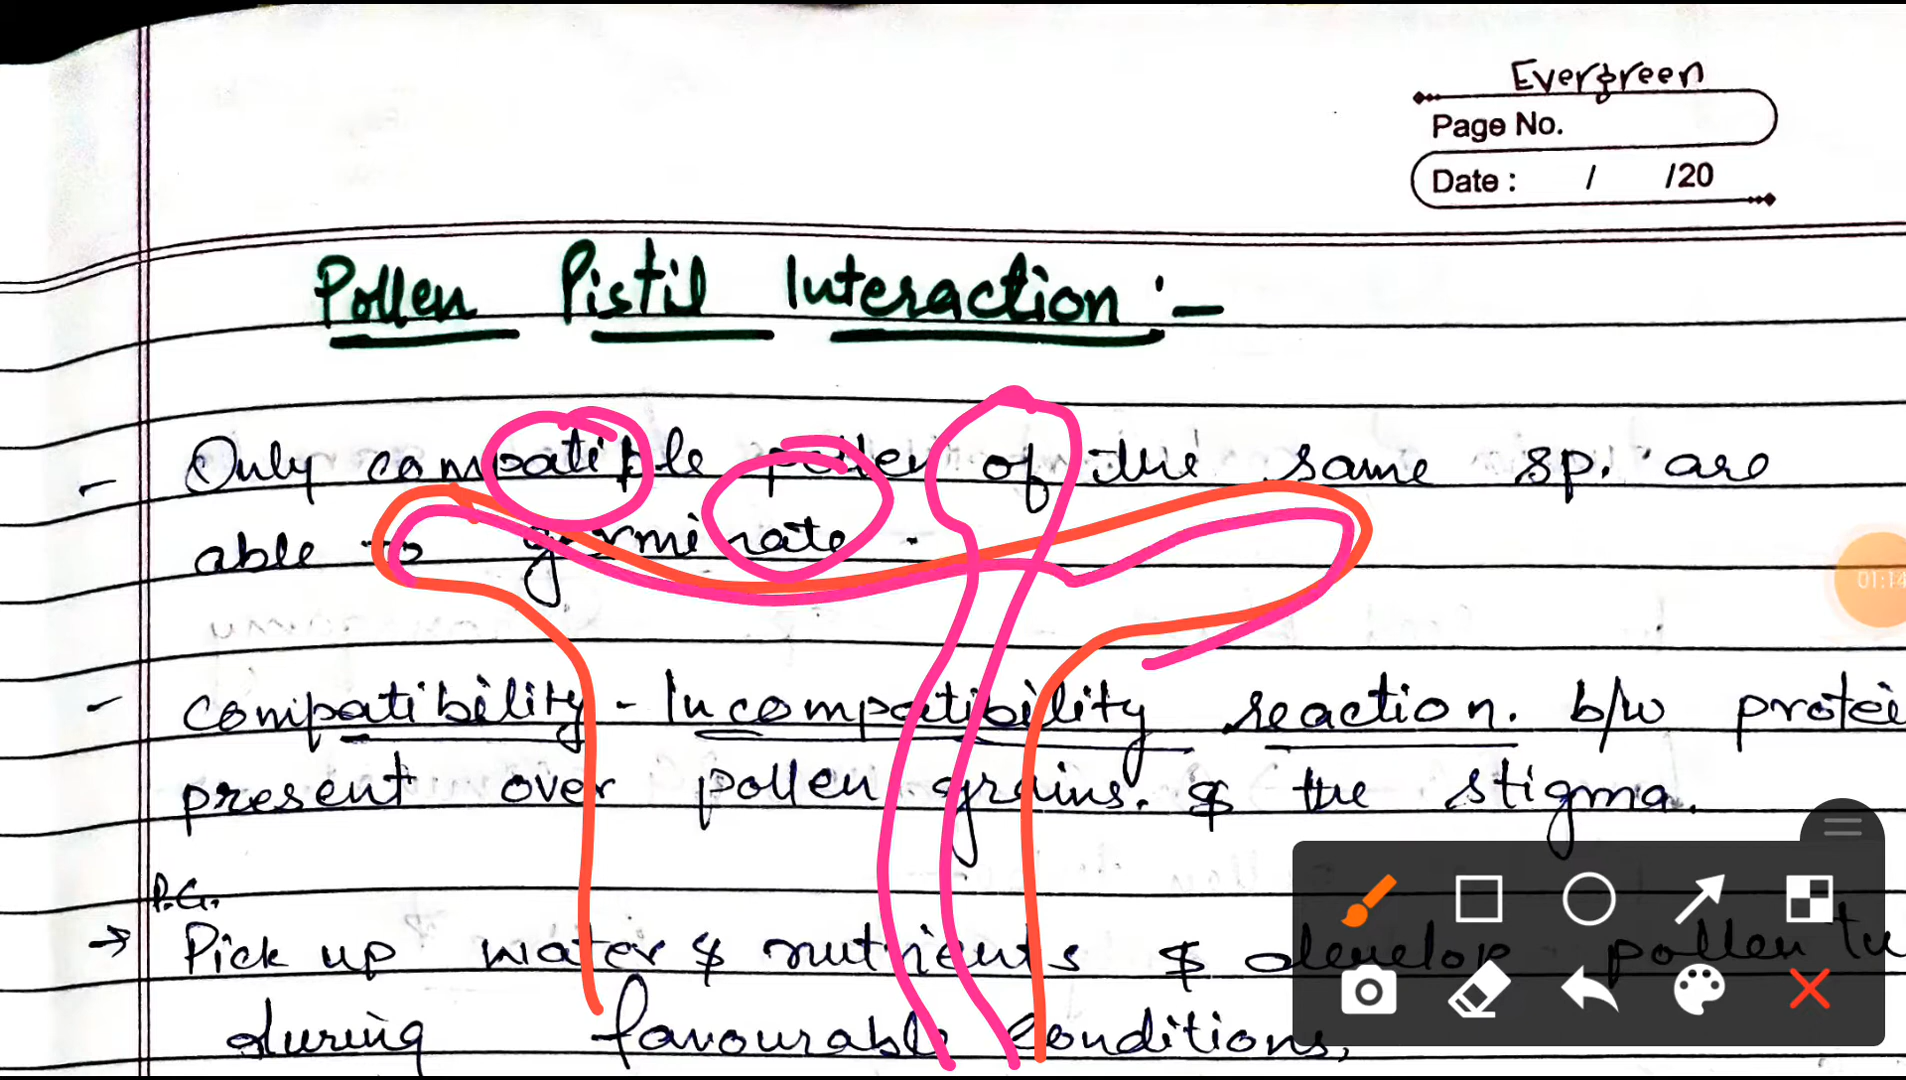 Evergreen
Page No.
Date : / /20
Pollen Pistil Interaction :-
- Only compatible pollen of the same sp. are
able to germinate.
01:14
- compatibility - Incompatibility reaction. b/w protei
present over pollen grains. & the stigma.
P.G.
→ Pick up water & nutrients & develop pollen tu
during favourable conditions.